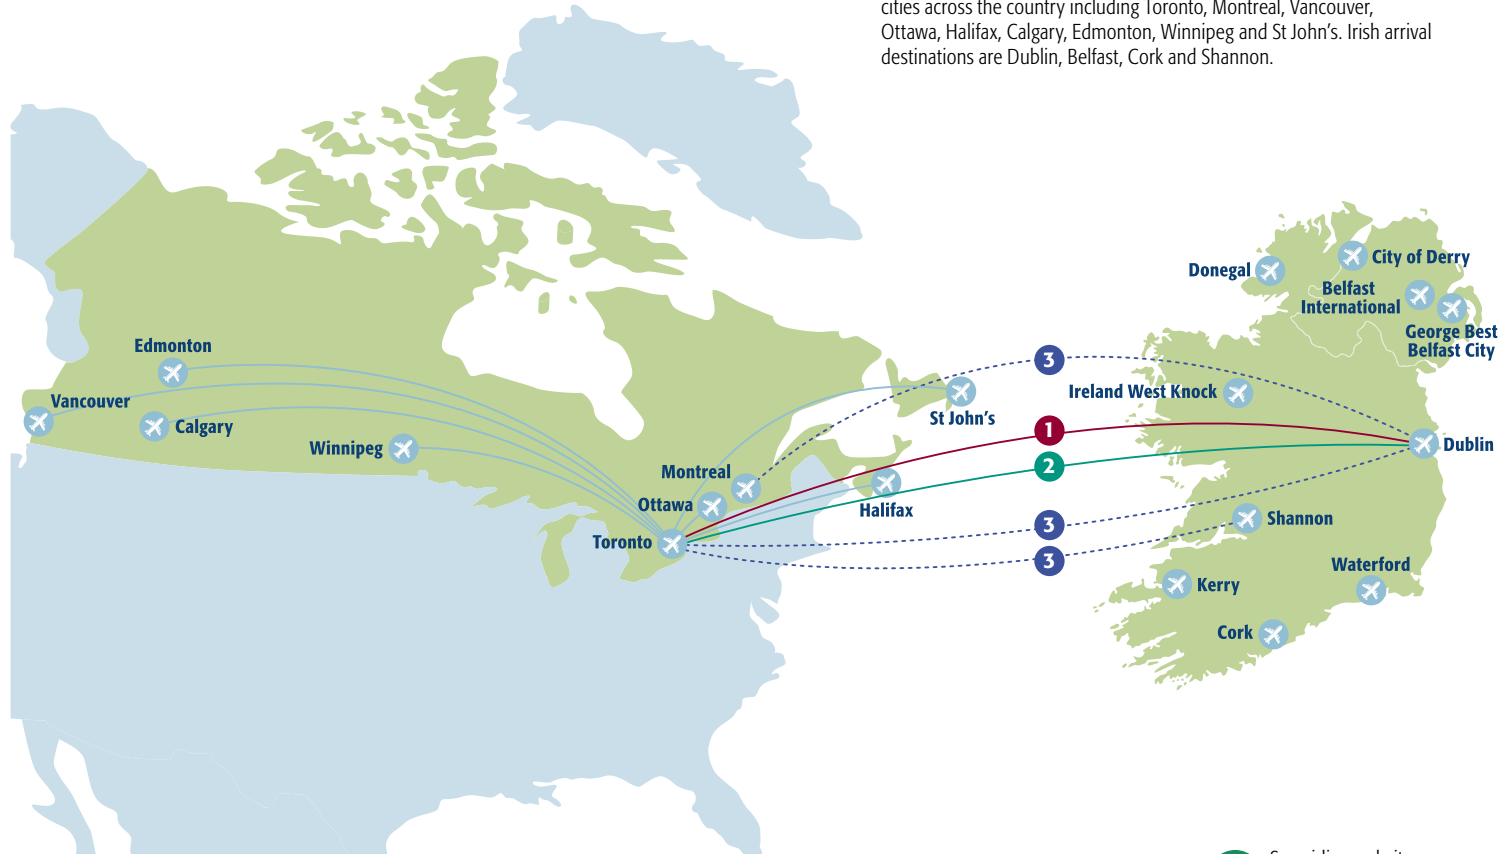 cities across the country including Toronto, Montreal, Vancouver,
Ottawa, Halifax, Calgary, Edmonton, Winnipeg and St John's. Irish arrival
destinations are Dublin, Belfast, Cork and Shannon.
Donegal
City of Derry
Belfast
International
George Best
Belfast City
Edmonton
3
Vancouver
Ireland West Knock
St John's
Calgary
1
Winnipeg
Dublin
2
Montreal
Ottawa
Halifax
Shannon
3
Toronto
3
Waterford
Kerry
Cork